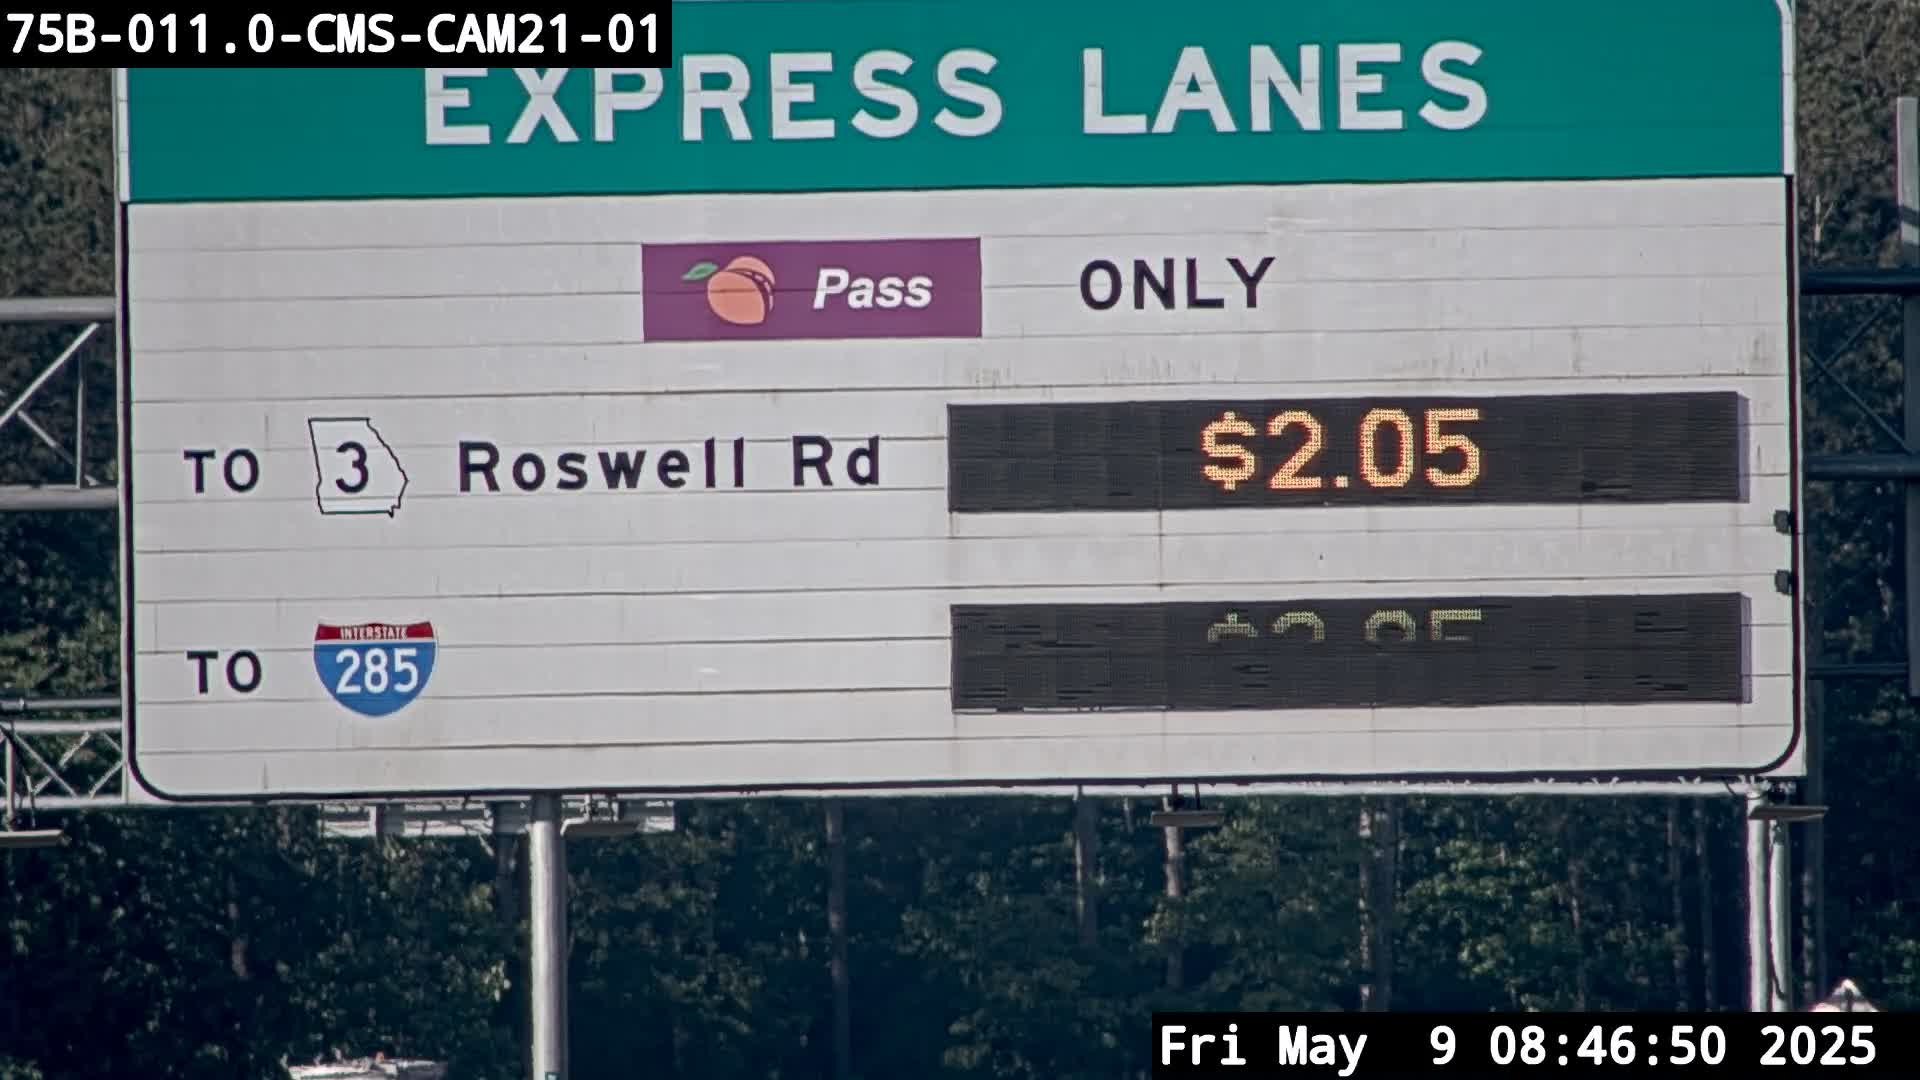 75B-011.0-CMS-CAM21-01
EXPRESS LANES
Pass ONLY
TO 3 Roswell Rd $2.05
TO INTERSTATE 285
Fri May 9 08:46:50 2025